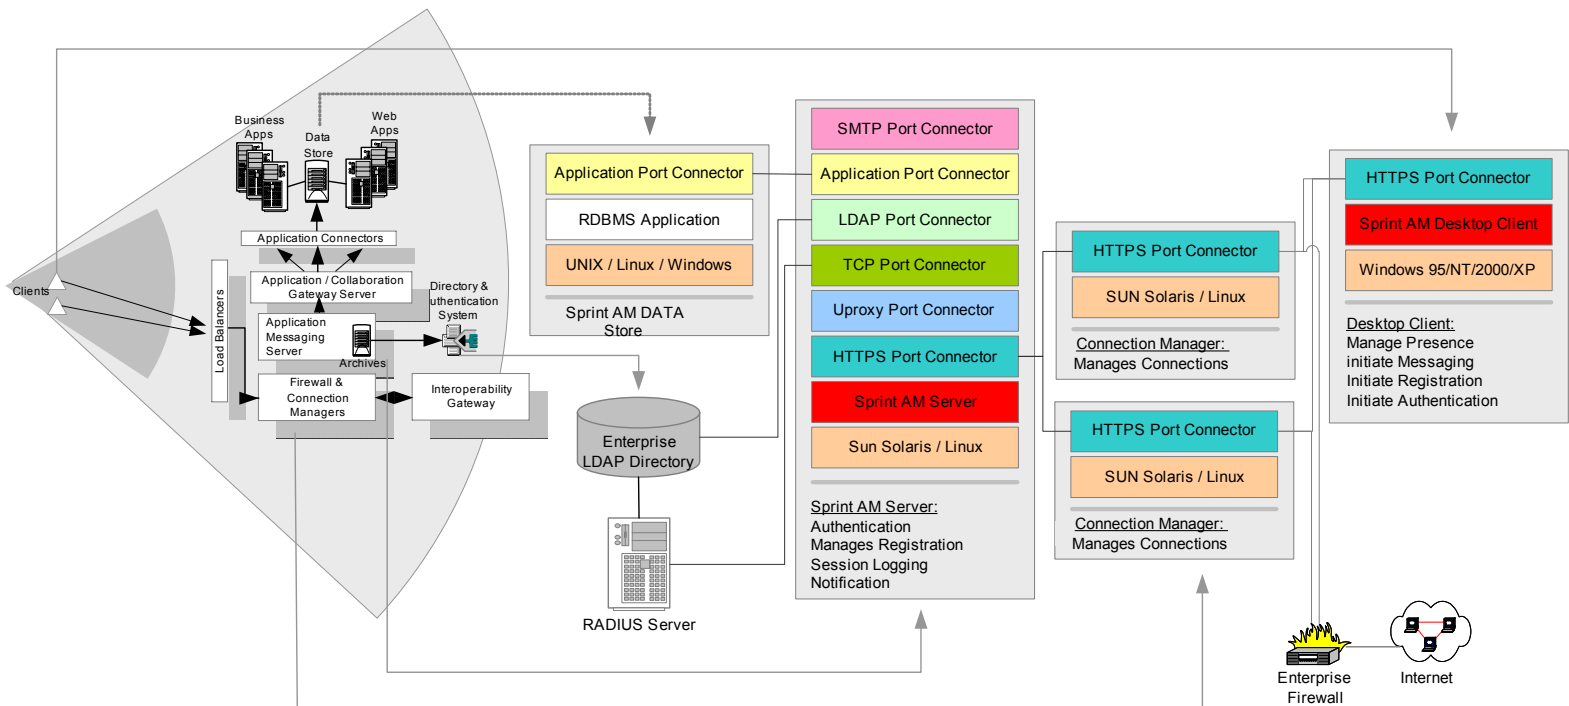 Business
Apps
Data
Store
Web
Apps
Application Connectors
Clients
Load Balancers
Application / Collaboration
Gateway Server
Directory &
uthentication
System
Application
Messaging
Server
Archives
Firewall &
Connection
Managers
Interoperability
Gateway
Application Port Connector
RDBMS Application
UNIX / Linux / Windows
Sprint AM DATA
Store
Enterprise
LDAP Directory
RADIUS Server
SMTP Port Connector
Application Port Connector
LDAP Port Connector
TCP Port Connector
Uproxy Port Connector
HTTPS Port Connector
Sprint AM Server
Sun Solaris / Linux
Sprint AM Server:
Authentication
Manages Registration
Session Logging
Notification
HTTPS Port Connector
SUN Solaris / Linux
Connection Manager:
Manages Connections
HTTPS Port Connector
SUN Solaris / Linux
Connection Manager:
Manages Connections
HTTPS Port Connector
Sprint AM Desktop Client
Windows 95/NT/2000/XP
Desktop Client:
Manage Presence
initiate Messaging
Initiate Registration
Initiate Authentication
Enterprise
Firewall
Internet